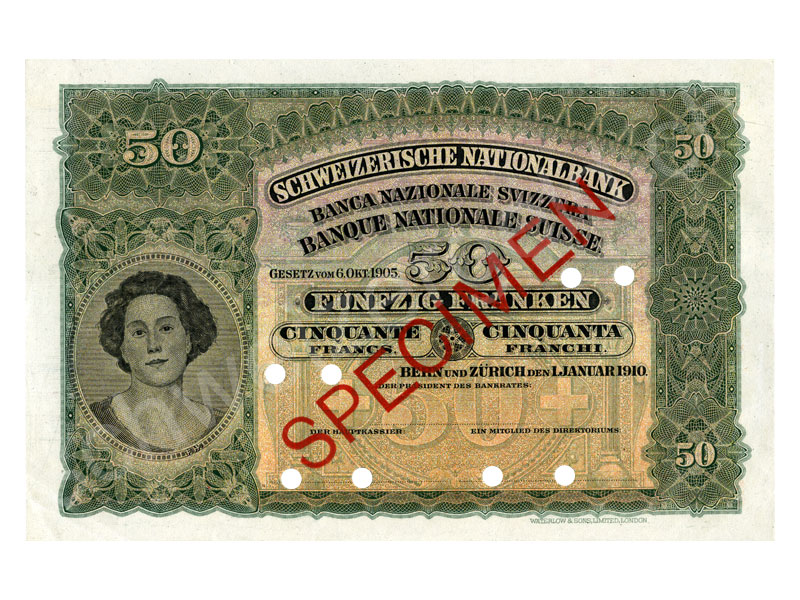 50
50
SCHWEIZERISCHE NATIONALBANK
BANCA NAZIONALE SVIZZERA
BANQUE NATIONALE SUISSE.
GESETZ VOM 6. OKT. 1905.
50
FÜNFZIG FRANKEN
CINQUANTE FRANCS.
CINQUANTA FRANCHI.
BERN UND ZÜRICH DEN 1. JANUAR 1910.
DER PRÄSIDENT DES BANKRATES:
50
DER HAUPTKASSIER:
EIN MITGLIED DES DIREKTORIUMS:
50
SPECIMEN
WATERLOW & SONS, LIMITED, LONDON.